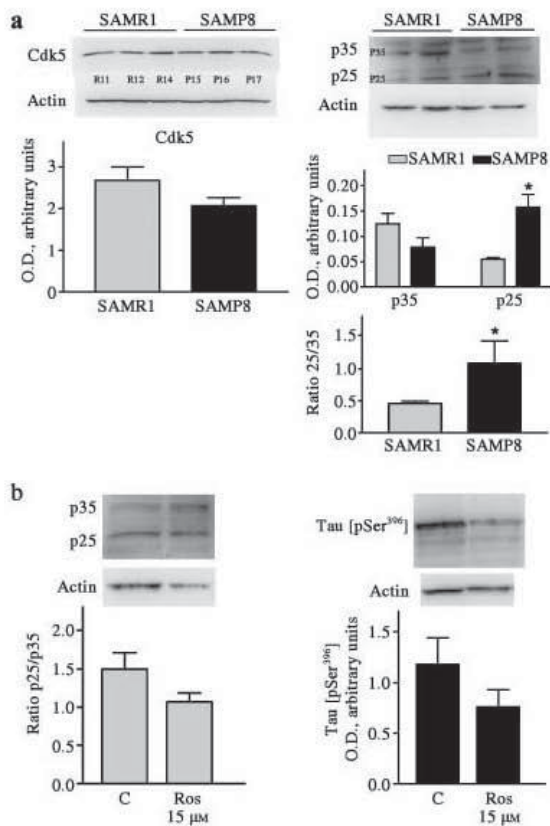 a
SAMR1 SAMP8
Cdk5
R11 R12 R14 P15 P16 P17
Actin
Cdk5
O.D., arbitrary units
3
2
1
0
SAMR1 SAMP8
SAMR1 SAMP8
p35 P35
p25 P25
Actin
SAMR1 SAMP8
O.D., arbitrary units
0.20 *
0.15
0.10
0.05
0.00
p35 p25
Ratio 25/35
1.5 *
1.0
0.5
0.0
SAMR1 SAMP8
b
p35
p25
Actin
Ratio p25/p35
2.0
1.5
1.0
0.5
0.0
C Ros
15 μM
Tau [pSer³⁹⁶]
Actin
Tau [pSer³⁹⁶]
O.D., arbitrary units
1.5
1.0
0.5
0.0
C Ros
15 μM